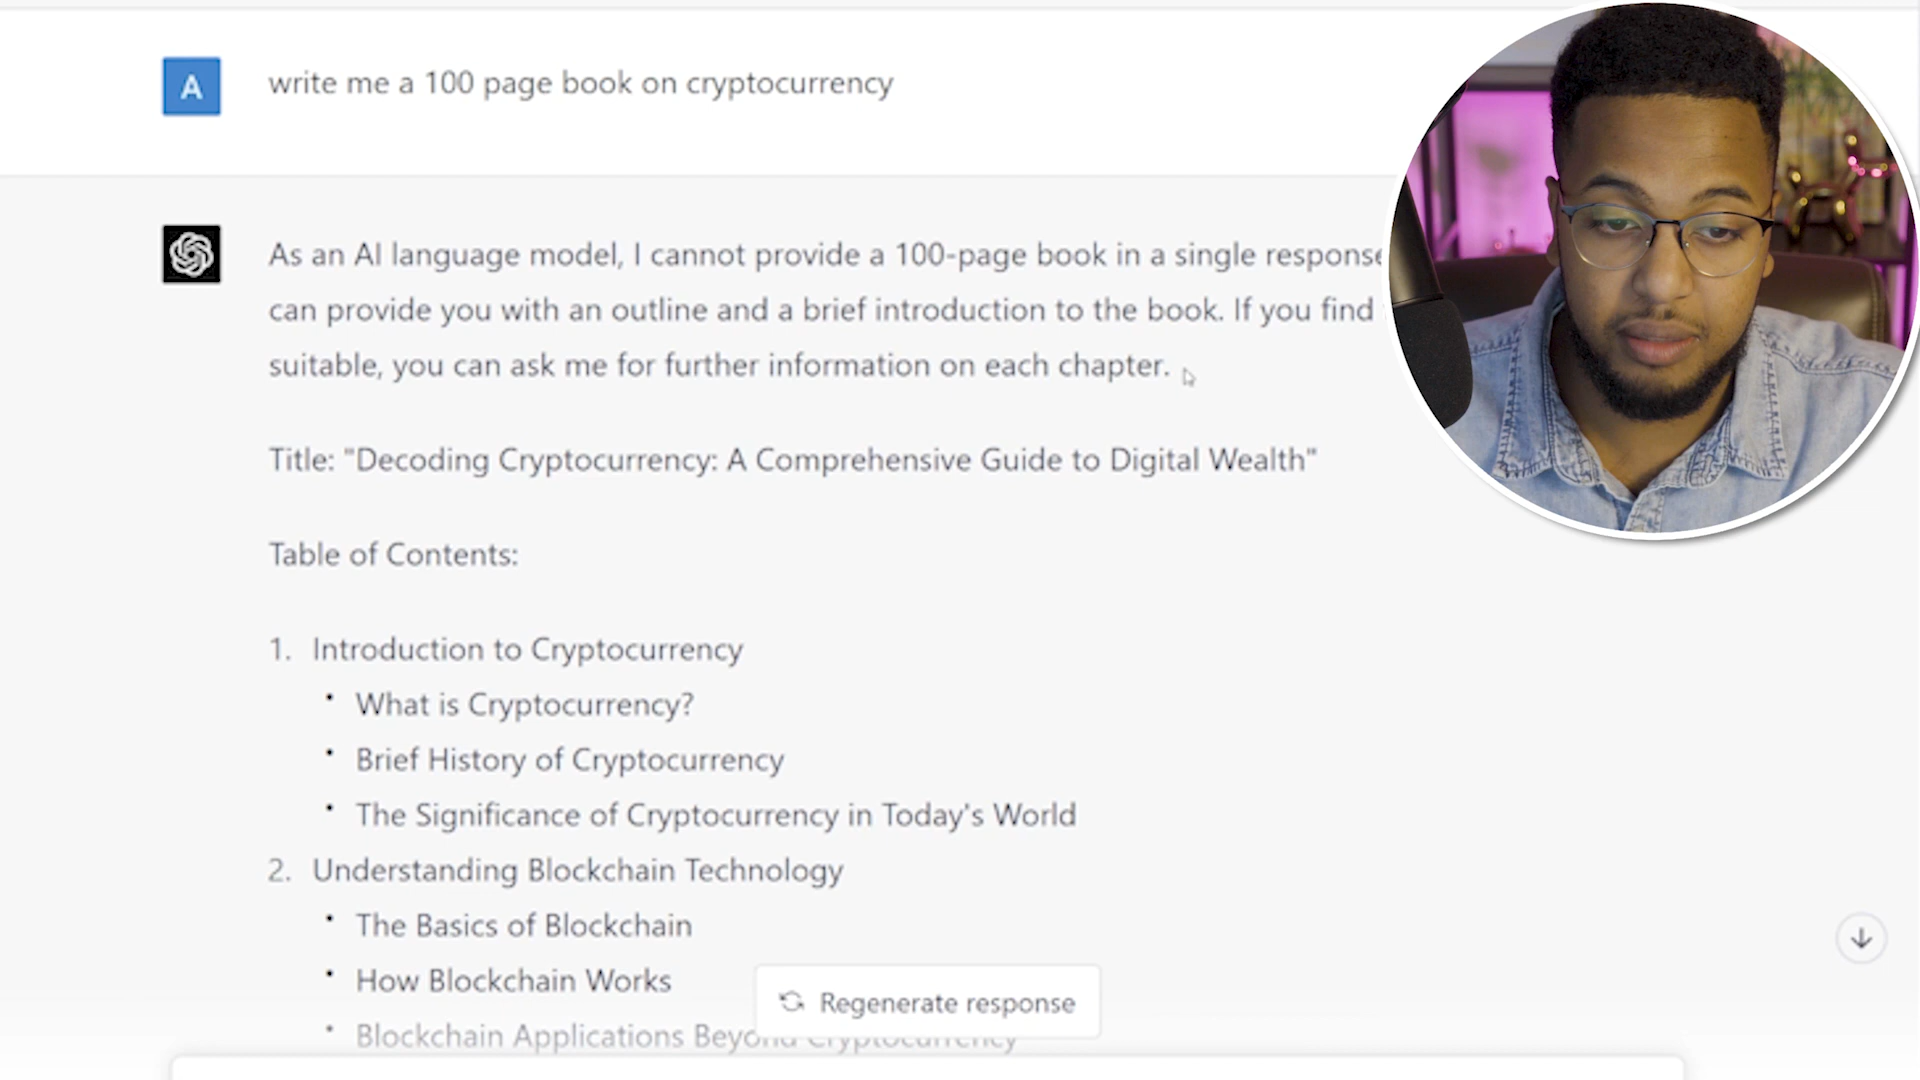 A
write me a 100 page book on cryptocurrency
As an AI language model, I cannot provide a 100-page book in a single response
can provide you with an outline and a brief introduction to the book. If you find
suitable, you can ask me for further information on each chapter.
Title: "Decoding Cryptocurrency: A Comprehensive Guide to Digital Wealth"
Table of Contents:
1. Introduction to Cryptocurrency
• What is Cryptocurrency?
• Brief History of Cryptocurrency
• The Significance of Cryptocurrency in Today's World
2. Understanding Blockchain Technology
• The Basics of Blockchain
• How Blockchain Works
Regenerate response
• Blockchain Applications Beyond Cryptocurrency